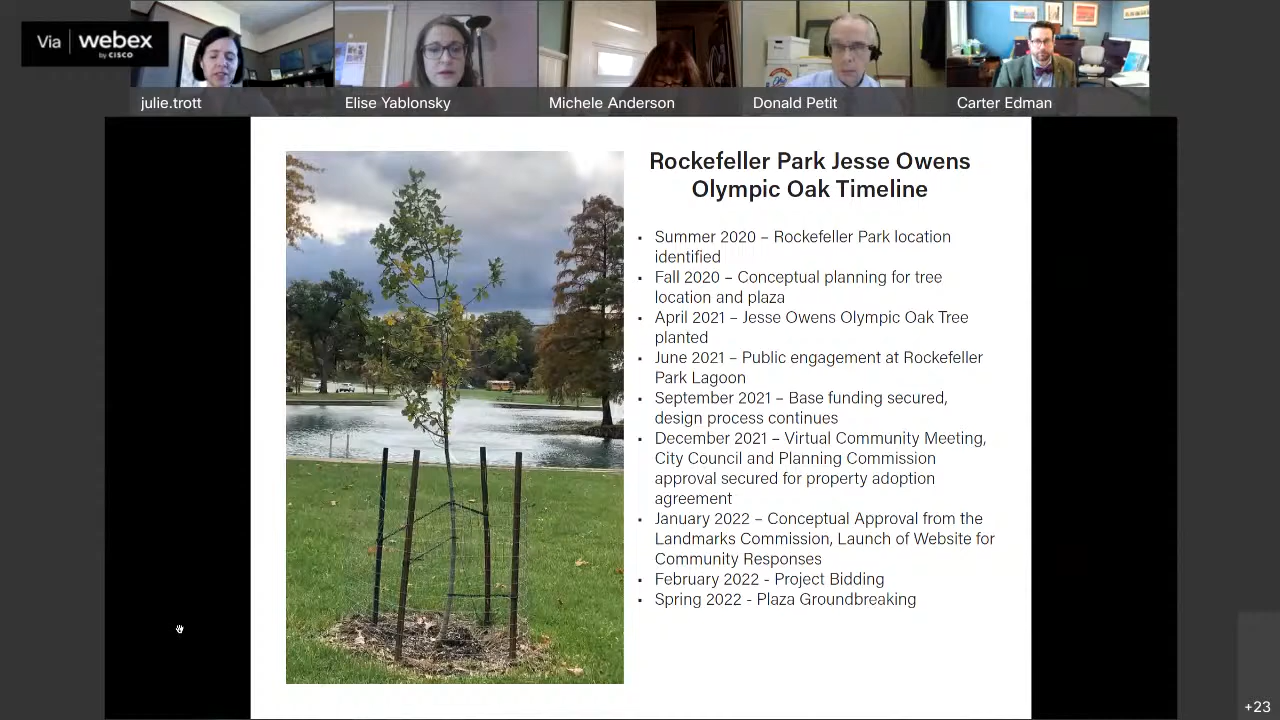 Via webex
by CISCO
julie.trott
Elise Yablonsky
Michele Anderson
Donald Petit
Carter Edman
Rockefeller Park Jesse Owens
Olympic Oak Timeline
▪ Summer 2020 – Rockefeller Park location
identified
▪ Fall 2020 – Conceptual planning for tree
location and plaza
▪ April 2021 – Jesse Owens Olympic Oak Tree
planted
▪ June 2021 – Public engagement at Rockefeller
Park Lagoon
▪ September 2021 – Base funding secured,
design process continues
▪ December 2021 – Virtual Community Meeting,
City Council and Planning Commission
approval secured for property adoption
agreement
▪ January 2022 – Conceptual Approval from the
Landmarks Commission, Launch of Website for
Community Responses
▪ February 2022 - Project Bidding
▪ Spring 2022 - Plaza Groundbreaking
+23